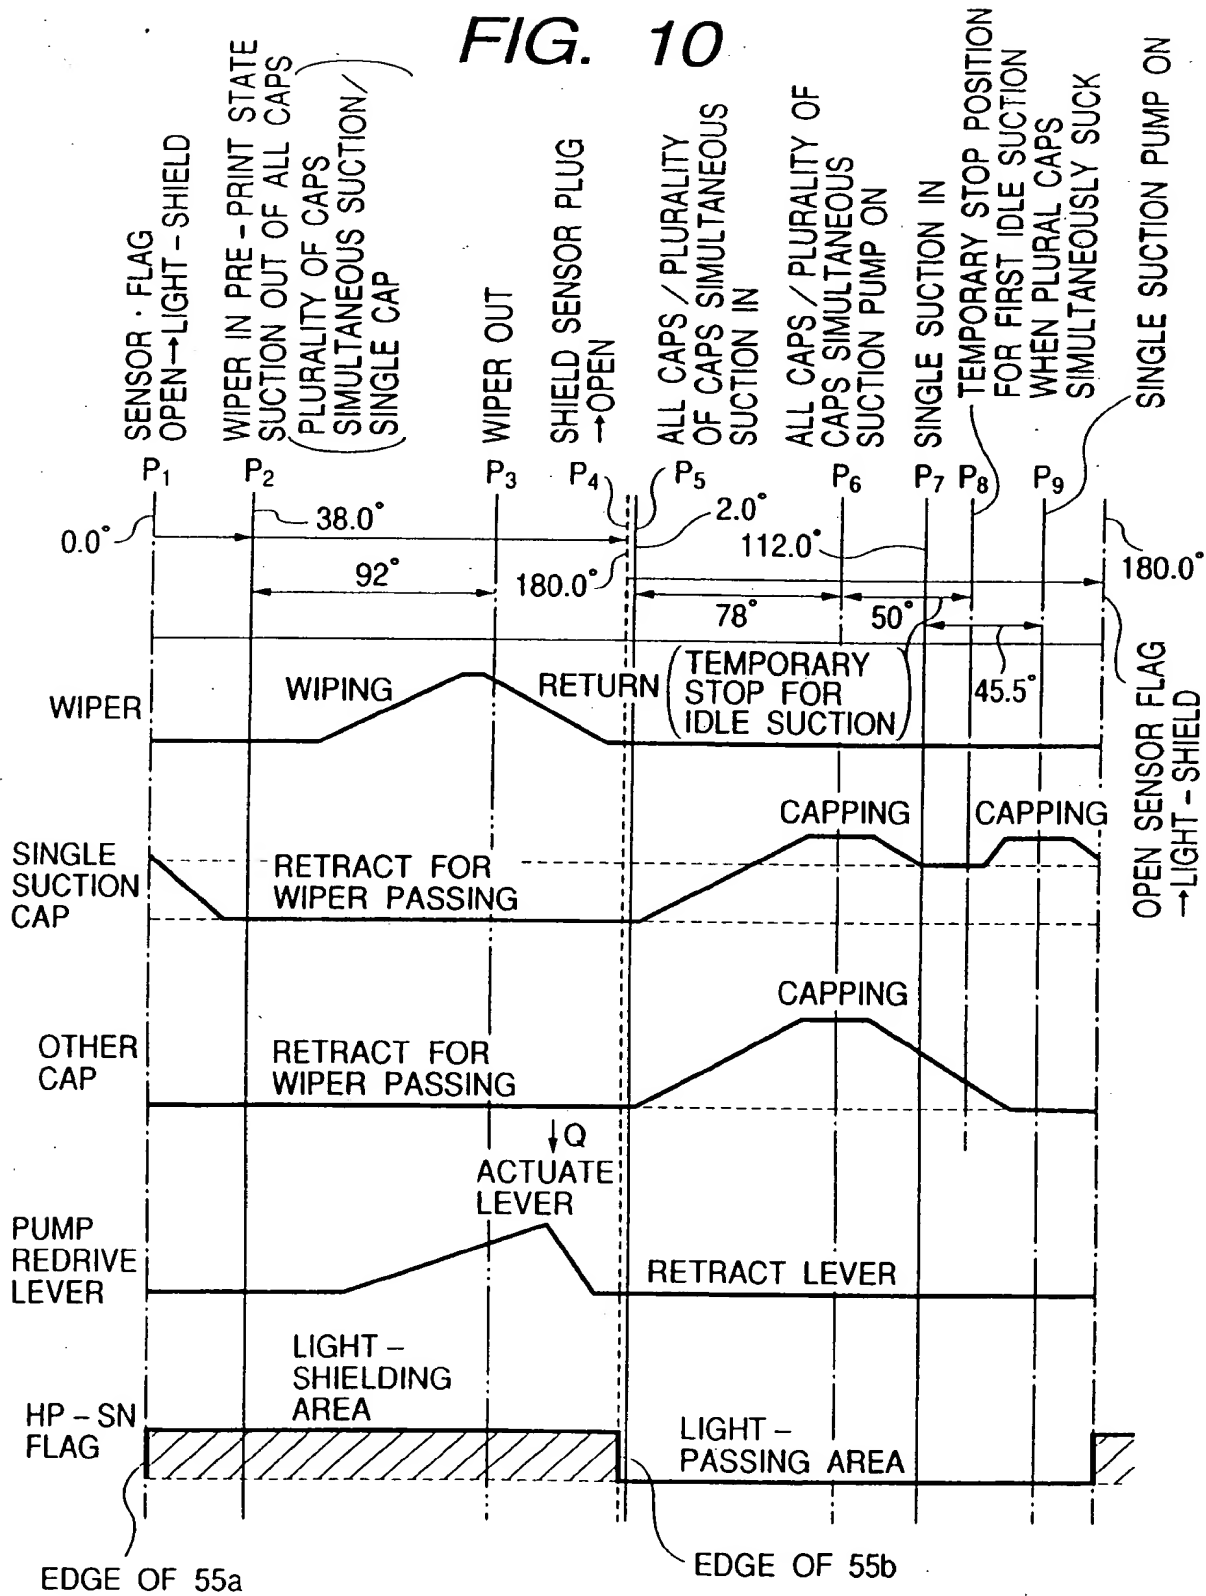 FIG. 10
SENSOR · FLAG
OPEN→LIGHT-SHIELD
WIPER IN PRE-PRINT STATE
SUCTION OUT OF ALL CAPS
(PLURALITY OF CAPS
SIMULTANEOUS SUCTION/
SINGLE CAP)
WIPER OUT
SHIELD SENSOR PLUG
→OPEN
ALL CAPS / PLURALITY
OF CAPS SIMULTANEOUS
SUCTION IN
ALL CAPS / PLURALITY OF
CAPS SIMULTANEOUS
SUCTION PUMP ON
SINGLE SUCTION IN
TEMPORARY STOP POSITION
FOR FIRST IDLE SUCTION
WHEN PLURAL CAPS
SIMULTANEOUSLY SUCK
SINGLE SUCTION PUMP ON
P1 P2 P3 P4 P5 P6 P7 P8 P9
0.0° 38.0° 2.0° 112.0° 180.0°
92° 180.0° 78° 50°
45.5°
WIPER
WIPING
RETURN
(TEMPORARY
STOP FOR
IDLE SUCTION)
OPEN SENSOR FLAG
→LIGHT-SHIELD
SINGLE
SUCTION
CAP
RETRACT FOR
WIPER PASSING
CAPPING
CAPPING
OTHER
CAP
RETRACT FOR
WIPER PASSING
CAPPING
↓Q
ACTUATE
LEVER
PUMP
REDRIVE
LEVER
RETRACT LEVER
HP-SN
FLAG
LIGHT-
SHIELDING
AREA
LIGHT-
PASSING AREA
EDGE OF 55a
EDGE OF 55b